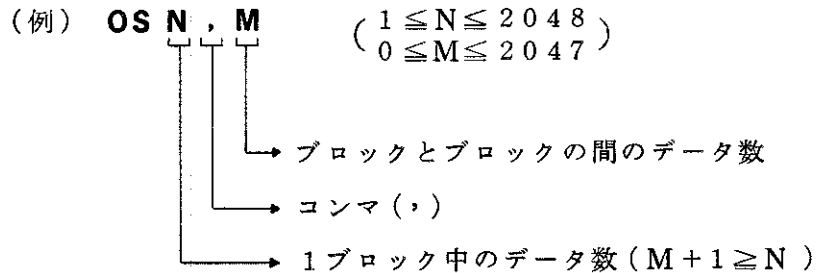 (例) OS N , M (1≦N≦2048
0≦M≦2047)
ブロックとブロックの間のデータ数
コンマ(,)
1ブロック中のデータ数(M+1≧N)